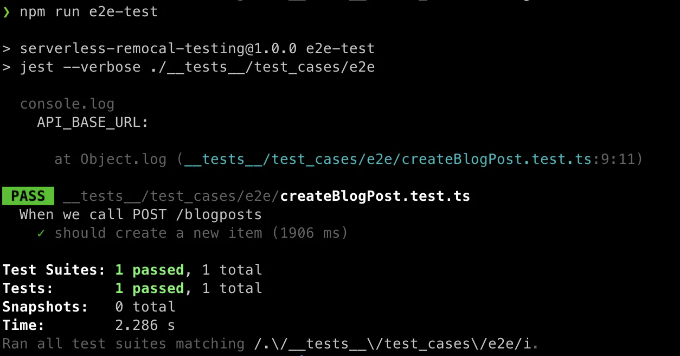 ❯ npm run e2e-test
> serverless-remocal-testing@1.0.0 e2e-test
> jest --verbose ./__tests__/test_cases/e2e
console.log
API_BASE_URL:
at Object.log (__tests__/test_cases/e2e/createBlogPost.test.ts:9:11)
PASS __tests__/test_cases/e2e/createBlogPost.test.ts
When we call POST /blogposts
✓ should create a new item (1906 ms)
Test Suites: 1 passed, 1 total
Tests: 1 passed, 1 total
Snapshots: 0 total
Time: 2.286 s
Ran all test suites matching /.\/__tests__\/test_cases\/e2e/i.